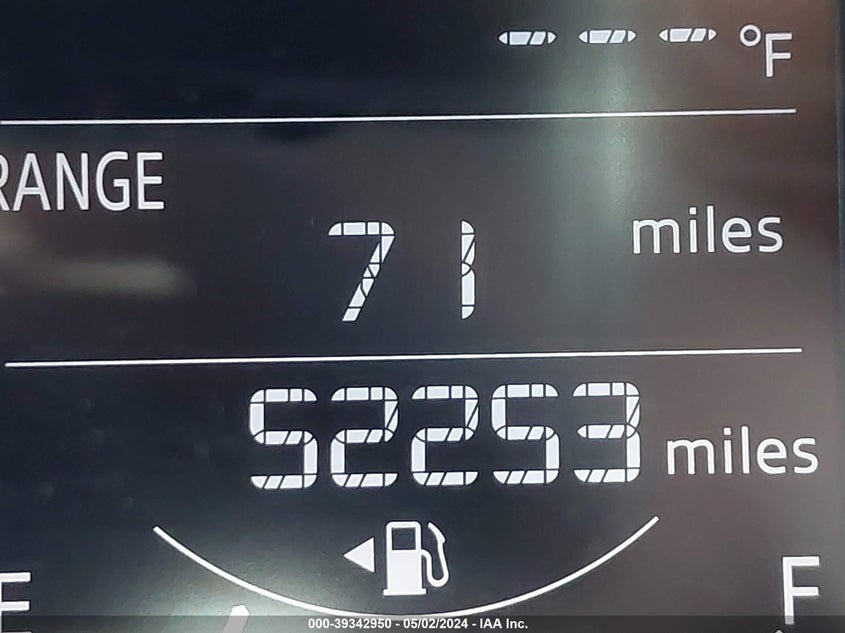 --- °F
RANGE
71 miles
52253 miles
E F
000-39342950 - 05/02/2024 - IAA Inc.